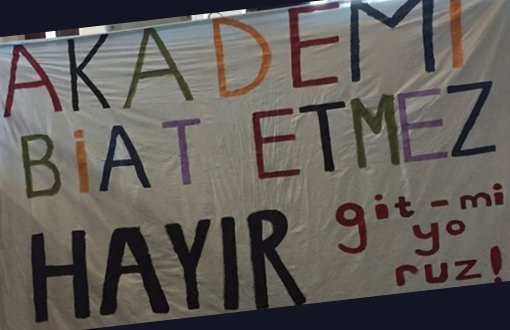 AKADEMI
BiAT ETMEZ
HAYIR
git-mi
yo
ruz!